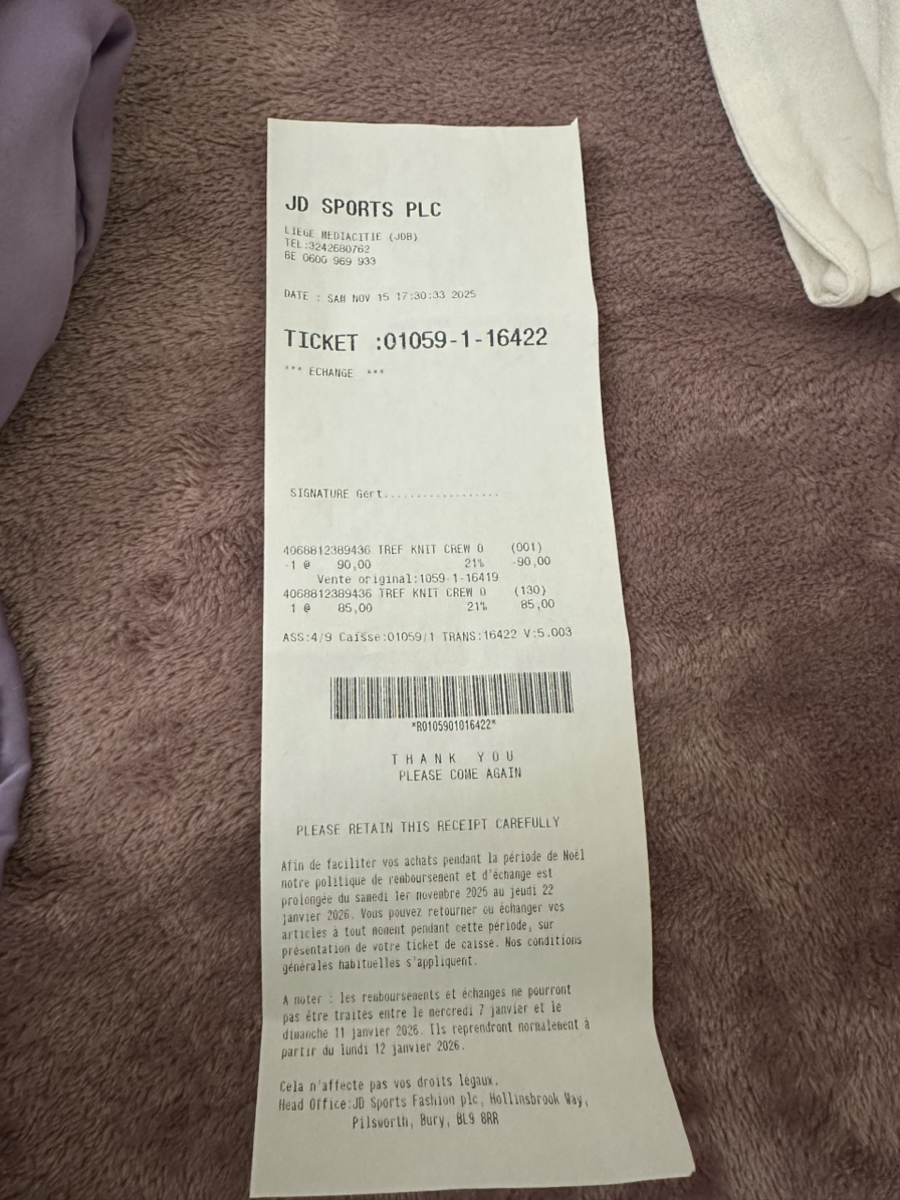 JD SPORTS PLC
LIEGE MEDIACITIE (JDB)
TEL:3242680762
BE 0600 969 933
DATE : SAM NOV 15 17:30:33 2025
TICKET :01059-1-16422
*** ECHANGE ***
SIGNATURE Gert..................
4068812389436 TREF KNIT CREW O (001)
-1 @ 90,00 21% -90,00
Vente original:1059-1-16419
4068812389436 TREF KNIT CREW O (130)
1 @ 85,00 21% 85,00
ASS:4/9 Caisse:01059/1 TRANS:16422 V:5.003
*R0105901016422*
T H A N K Y O U
PLEASE COME AGAIN
PLEASE RETAIN THIS RECEIPT CAREFULLY
Afin de faciliter vos achats pendant la période de Noël
notre politique de remboursement et d'échange est
prolongée du samedi 1er novembre 2025 au jeudi 22
janvier 2026. Vous pouvez retourner ou échanger vos
articles à tout moment pendant cette période, sur
présentation de votre ticket de caisse. Nos conditions
générales habituelles s'appliquent.
A noter : les remboursements et échanges ne pourront
pas être traités entre le mercredi 7 janvier et le
dimanche 11 janvier 2026. Ils reprendront normalement à
partir du lundi 12 janvier 2026.
Cela n'affecte pas vos droits légaux.
Head Office:JD Sports Fashion plc, Hollinsbrook Way,
Pilsworth, Bury, BL9 8RR